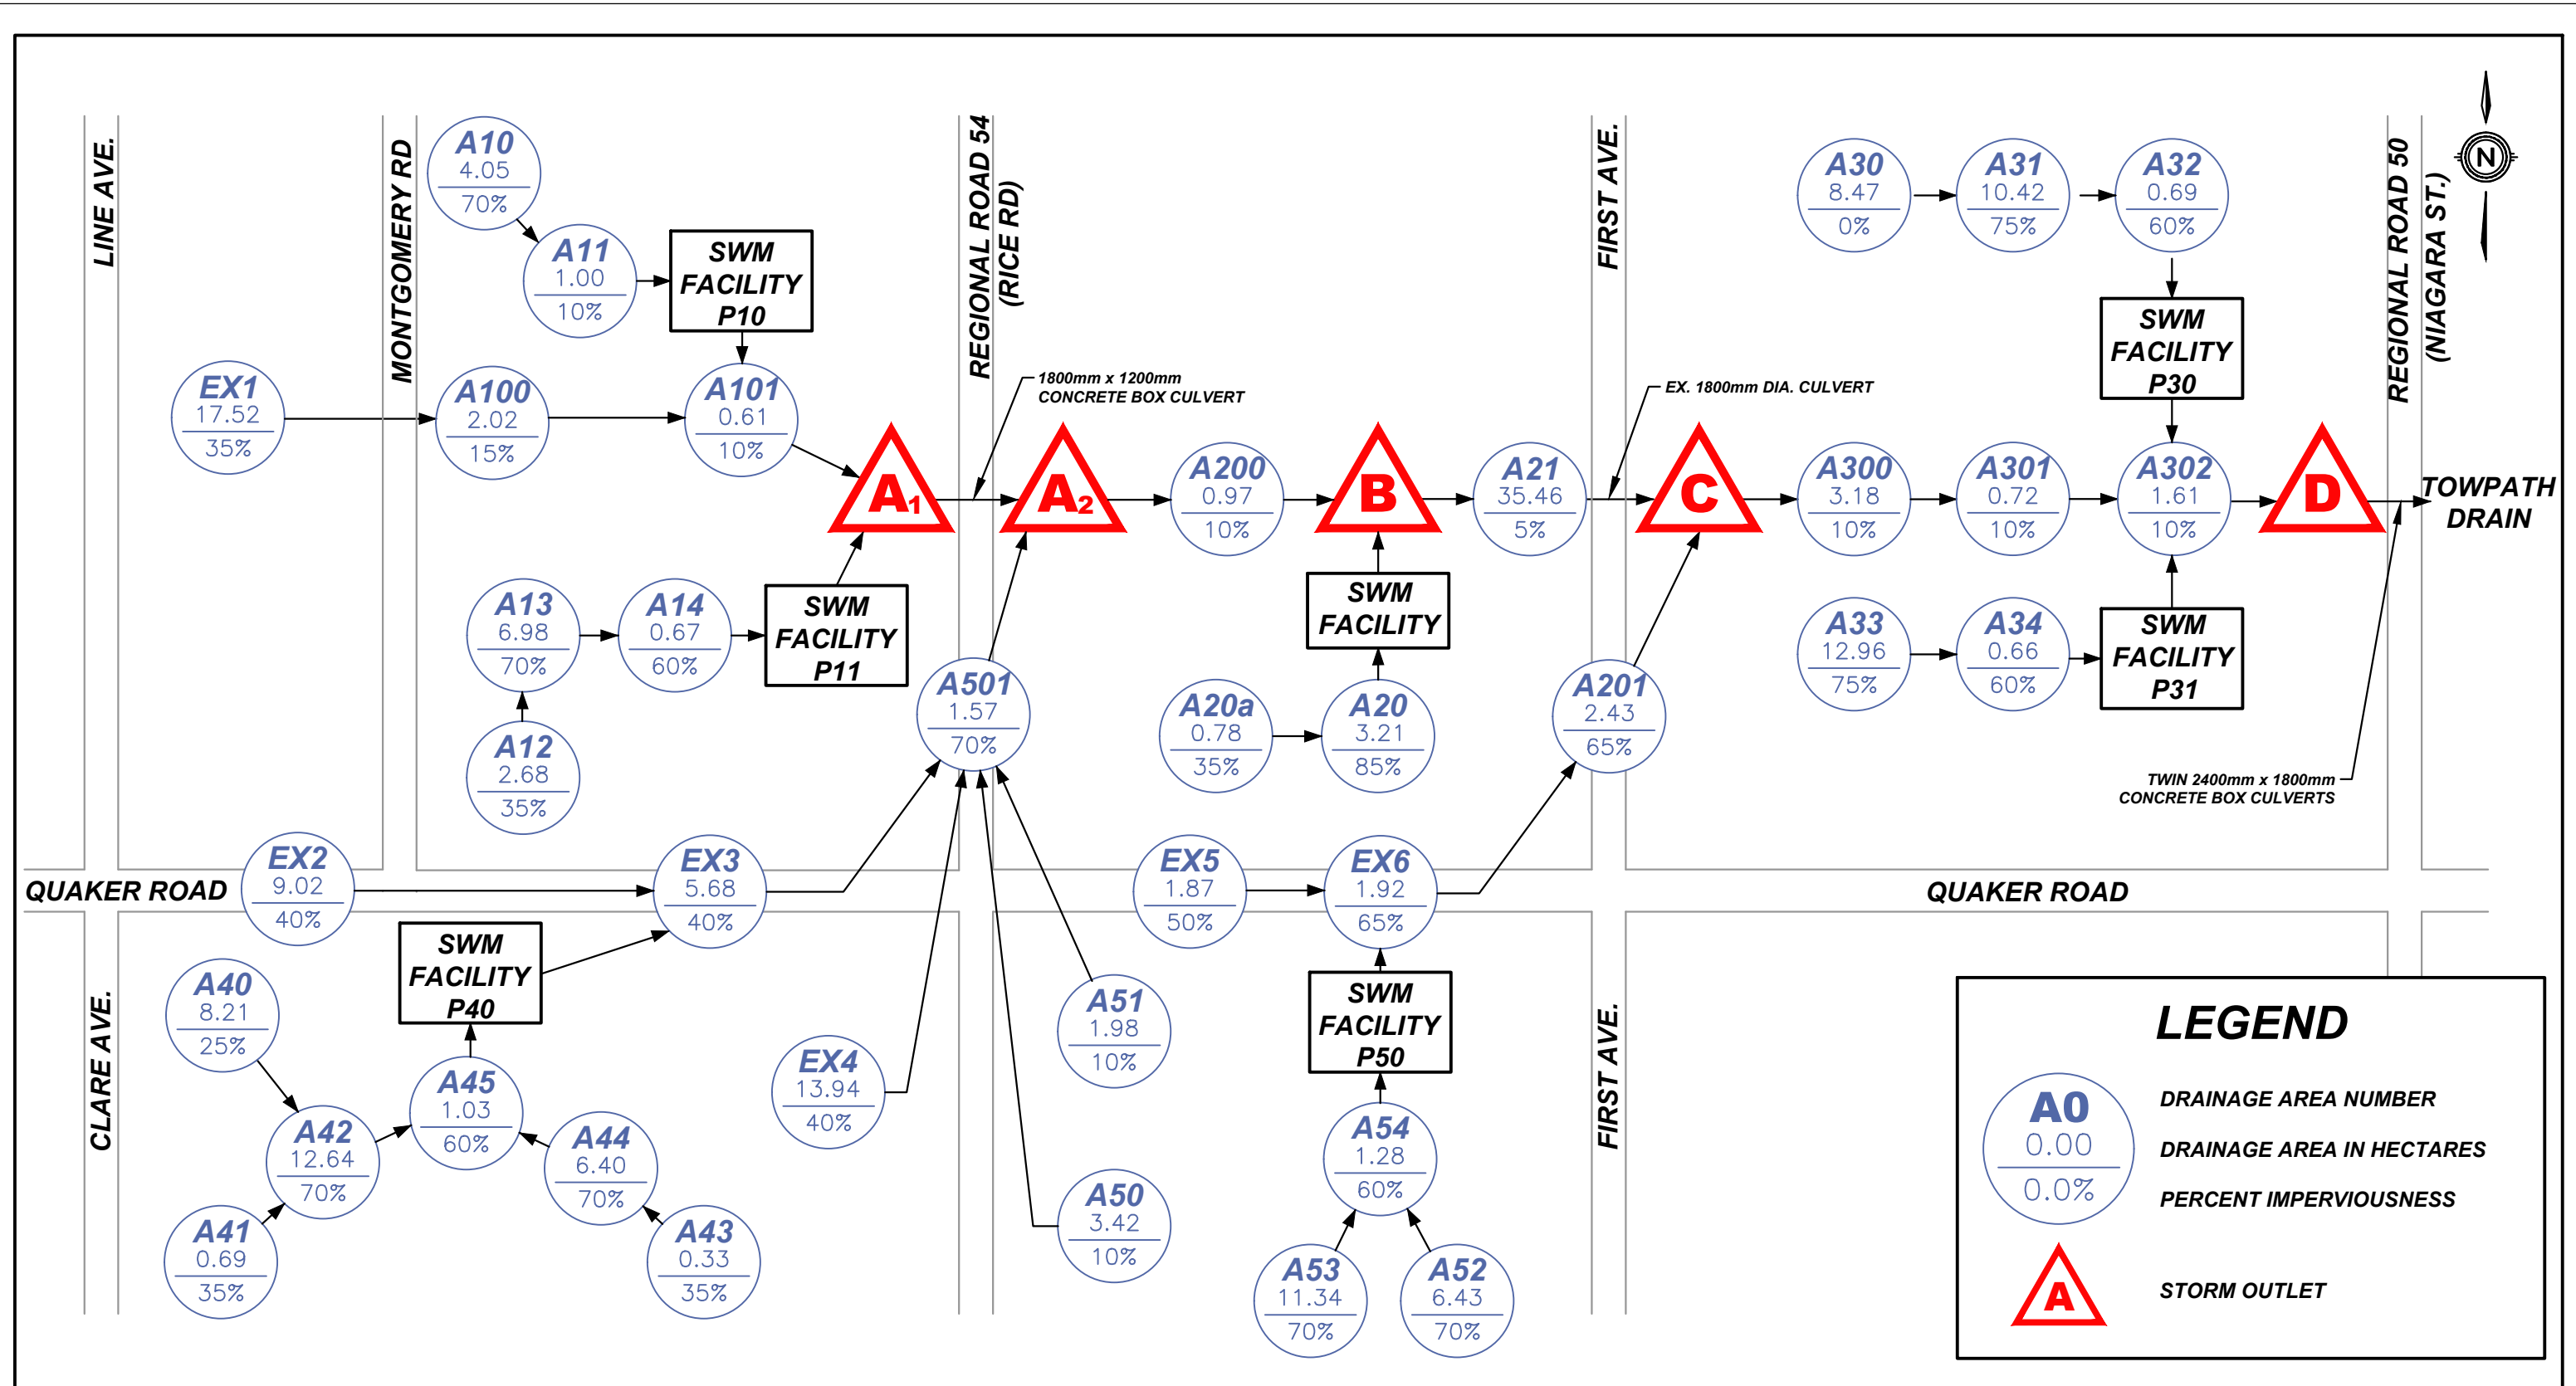 LINE AVE.
MONTGOMERY RD
REGIONAL ROAD 54
(RICE RD)
FIRST AVE.
REGIONAL ROAD 50
(NIAGARA ST.)
N
A10
4.05
70%
A11
1.00
10%
SWM
FACILITY
P10
EX1
17.52
35%
A100
2.02
15%
A101
0.61
10%
A1
1800mm x 1200mm
CONCRETE BOX CULVERT
A2
A200
0.97
10%
B
A21
35.46
5%
EX. 1800mm DIA. CULVERT
C
A30
8.47
0%
A31
10.42
75%
A32
0.69
60%
SWM
FACILITY
P30
A300
3.18
10%
A301
0.72
10%
A302
1.61
10%
D
TOWPATH
DRAIN
A13
6.98
70%
A14
0.67
60%
SWM
FACILITY
P11
A12
2.68
35%
A501
1.57
70%
SWM
FACILITY
A20a
0.78
35%
A20
3.21
85%
A201
2.43
65%
A33
12.96
75%
A34
0.66
60%
SWM
FACILITY
P31
TWIN 2400mm x 1800mm
CONCRETE BOX CULVERTS
QUAKER ROAD
EX2
9.02
40%
EX3
5.68
40%
EX5
1.87
50%
EX6
1.92
65%
QUAKER ROAD
CLARE AVE.
SWM
FACILITY
P40
A40
8.21
25%
A45
1.03
60%
A42
12.64
70%
A44
6.40
70%
A41
0.69
35%
A43
0.33
35%
EX4
13.94
40%
A51
1.98
10%
A50
3.42
10%
SWM
FACILITY
P50
A54
1.28
60%
A53
11.34
70%
A52
6.43
70%
FIRST AVE.
LEGEND
A0
0.00
0.0%
DRAINAGE AREA NUMBER
DRAINAGE AREA IN HECTARES
PERCENT IMPERVIOUSNESS
A
STORM OUTLET